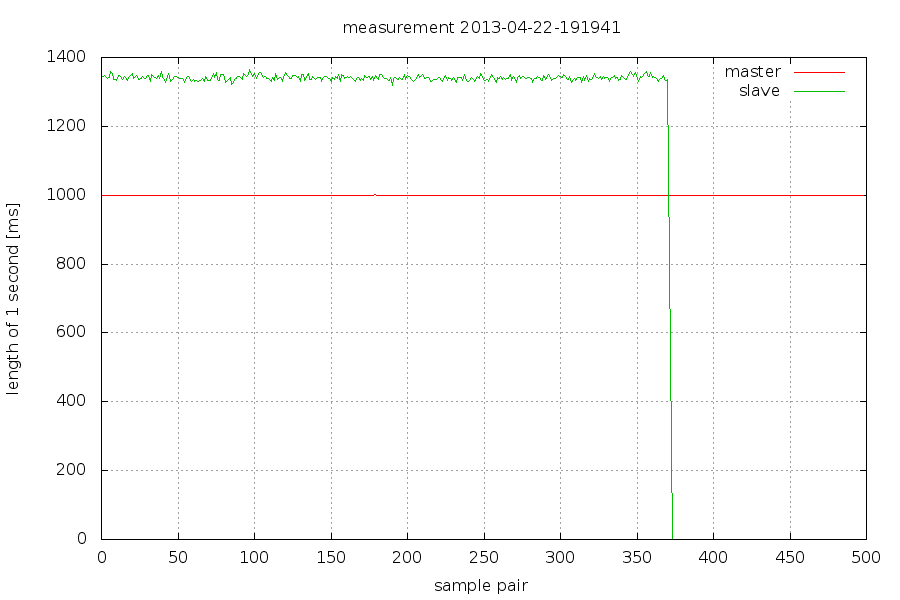 measurement 2013-04-22-191941
master
slave
1400
1200
1000
800
600
400
200
0
length of 1 second [ms]
0 50 100 150 200 250 300 350 400 450 500
sample pair